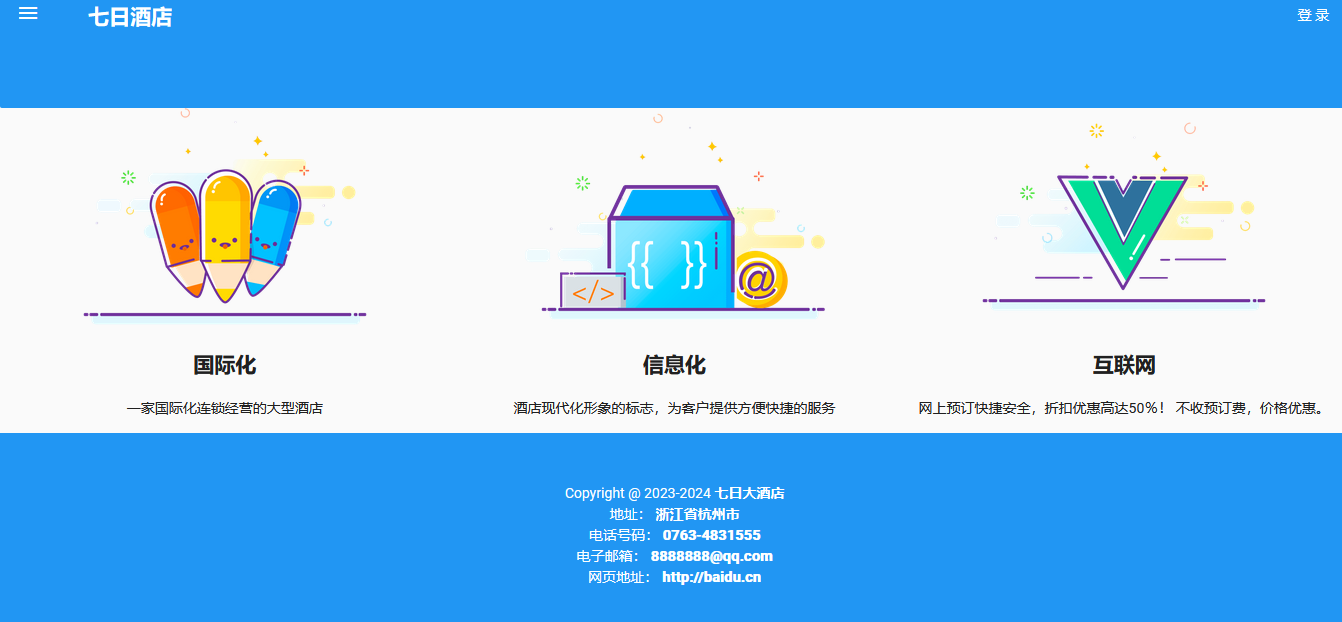 七日酒店
登 录
{{ }}
</>
@
国际化
信息化
互联网
一家国际化连锁经营的大型酒店
酒店现代化形象的标志，为客户提供方便快捷的服务
网上预订快捷安全，折扣优惠高达50%！ 不收预订费，价格优惠。
Copyright @ 2023-2024 七日大酒店
地址： 浙江省杭州市
电话号码： 0763-4831555
电子邮箱： 8888888@qq.com
网页地址： http://baidu.cn